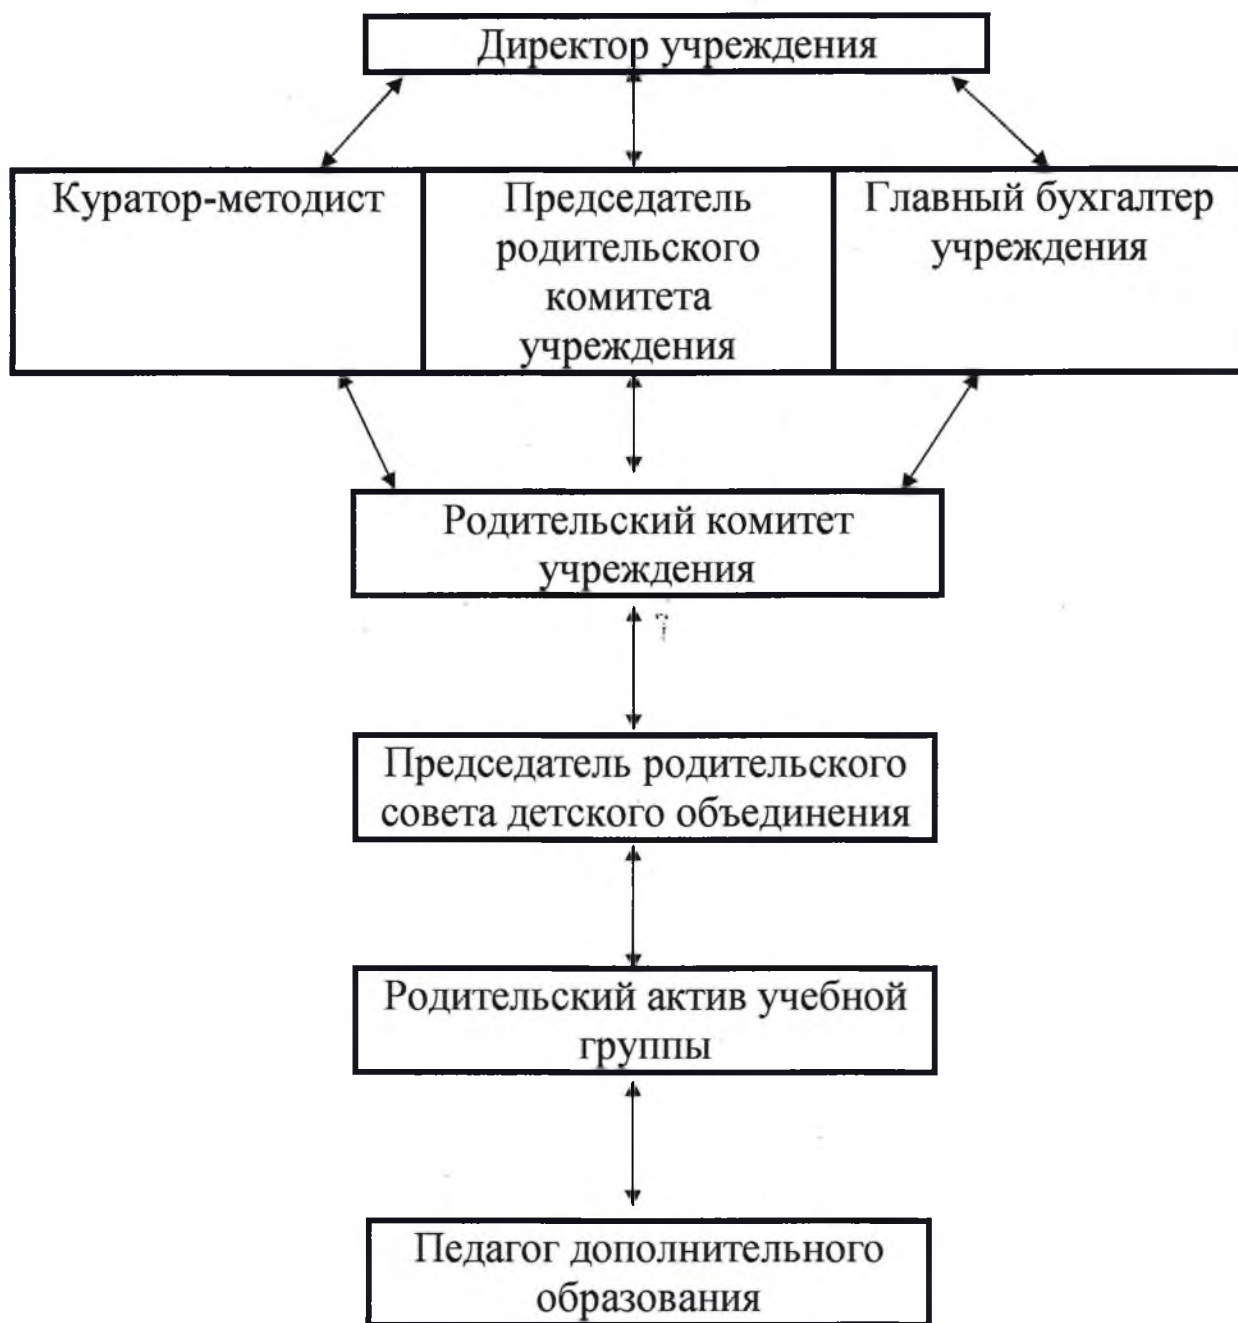 Директор учреждения
Куратор-методист
Председатель
родительского
комитета
учреждения
Главный бухгалтер
учреждения
Родительский комитет
учреждения
Председатель родительского
совета детского объединения
Родительский актив учебной
группы
Педагог дополнительного
образования